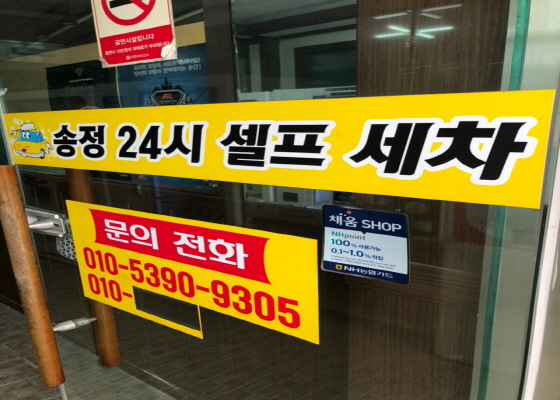 금연시설입니다
송정 24시 셀프 세차
문의 전화
010-5390-9305
010-
채움 SHOP
NHpoint
100% 사용가능
0.1~1.0% 적립
NH농협카드